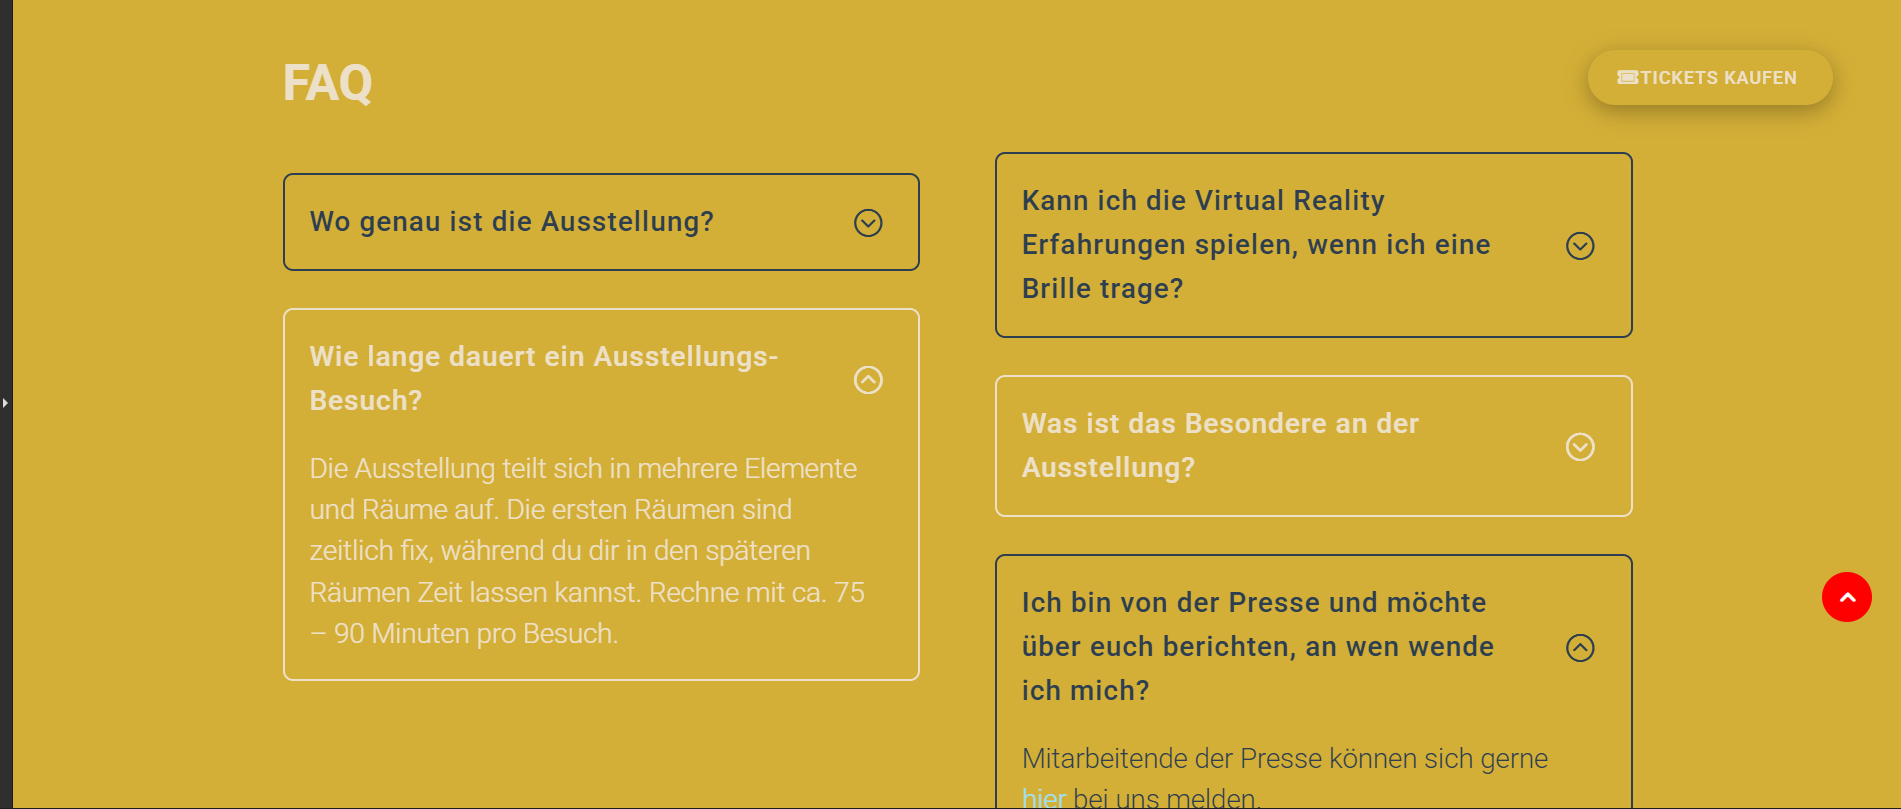 FAQ
TICKETS KAUFEN
Wo genau ist die Ausstellung?
Wie lange dauert ein Ausstellungs-
Besuch?
Die Ausstellung teilt sich in mehrere Elemente
und Räume auf. Die ersten Räumen sind
zeitlich fix, während du dir in den späteren
Räumen Zeit lassen kannst. Rechne mit ca. 75
– 90 Minuten pro Besuch.
Kann ich die Virtual Reality
Erfahrungen spielen, wenn ich eine
Brille trage?
Was ist das Besondere an der
Ausstellung?
Ich bin von der Presse und möchte
über euch berichten, an wen wende
ich mich?
Mitarbeitende der Presse können sich gerne
hier bei uns melden.